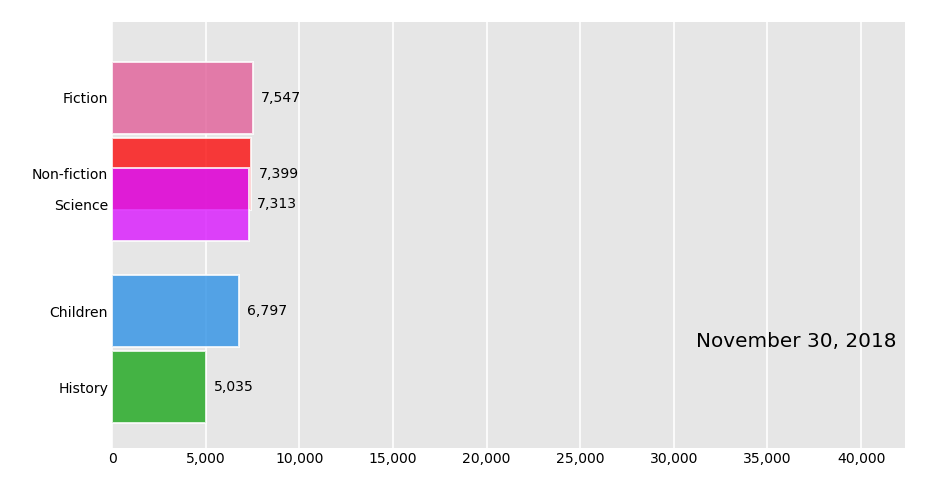 Fiction 7,547
Non-fiction 7,399
Science 7,313
Children 6,797
November 30, 2018
History 5,035
0 5,000 10,000 15,000 20,000 25,000 30,000 35,000 40,000